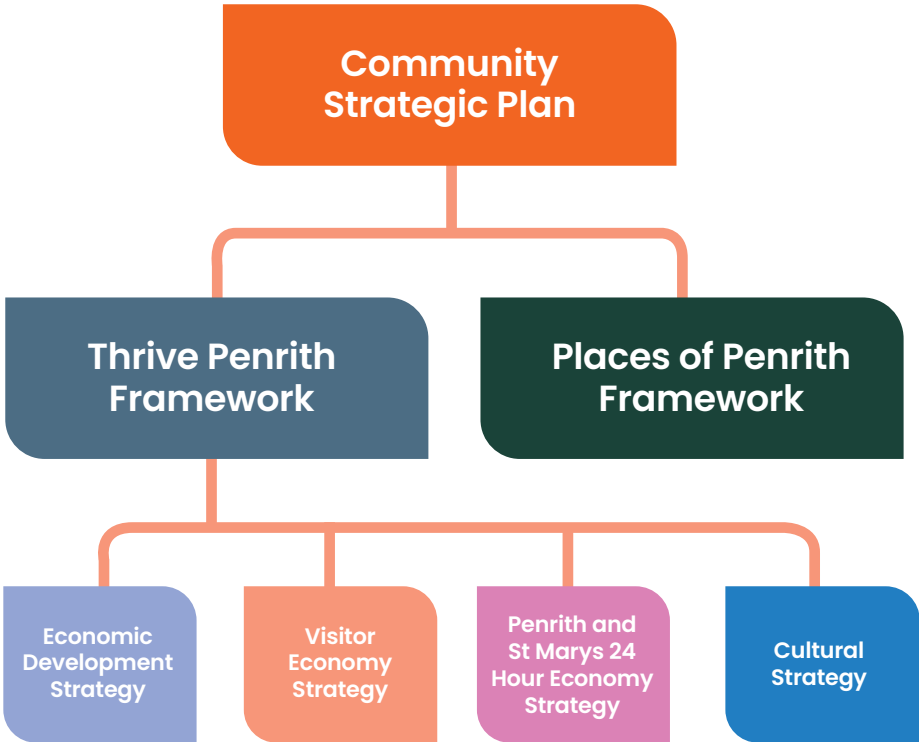 Community
Strategic Plan
Thrive Penrith
Framework
Places of Penrith
Framework
Economic
Development
Strategy
Visitor
Economy
Strategy
Penrith and
St Marys 24
Hour Economy
Strategy
Cultural
Strategy